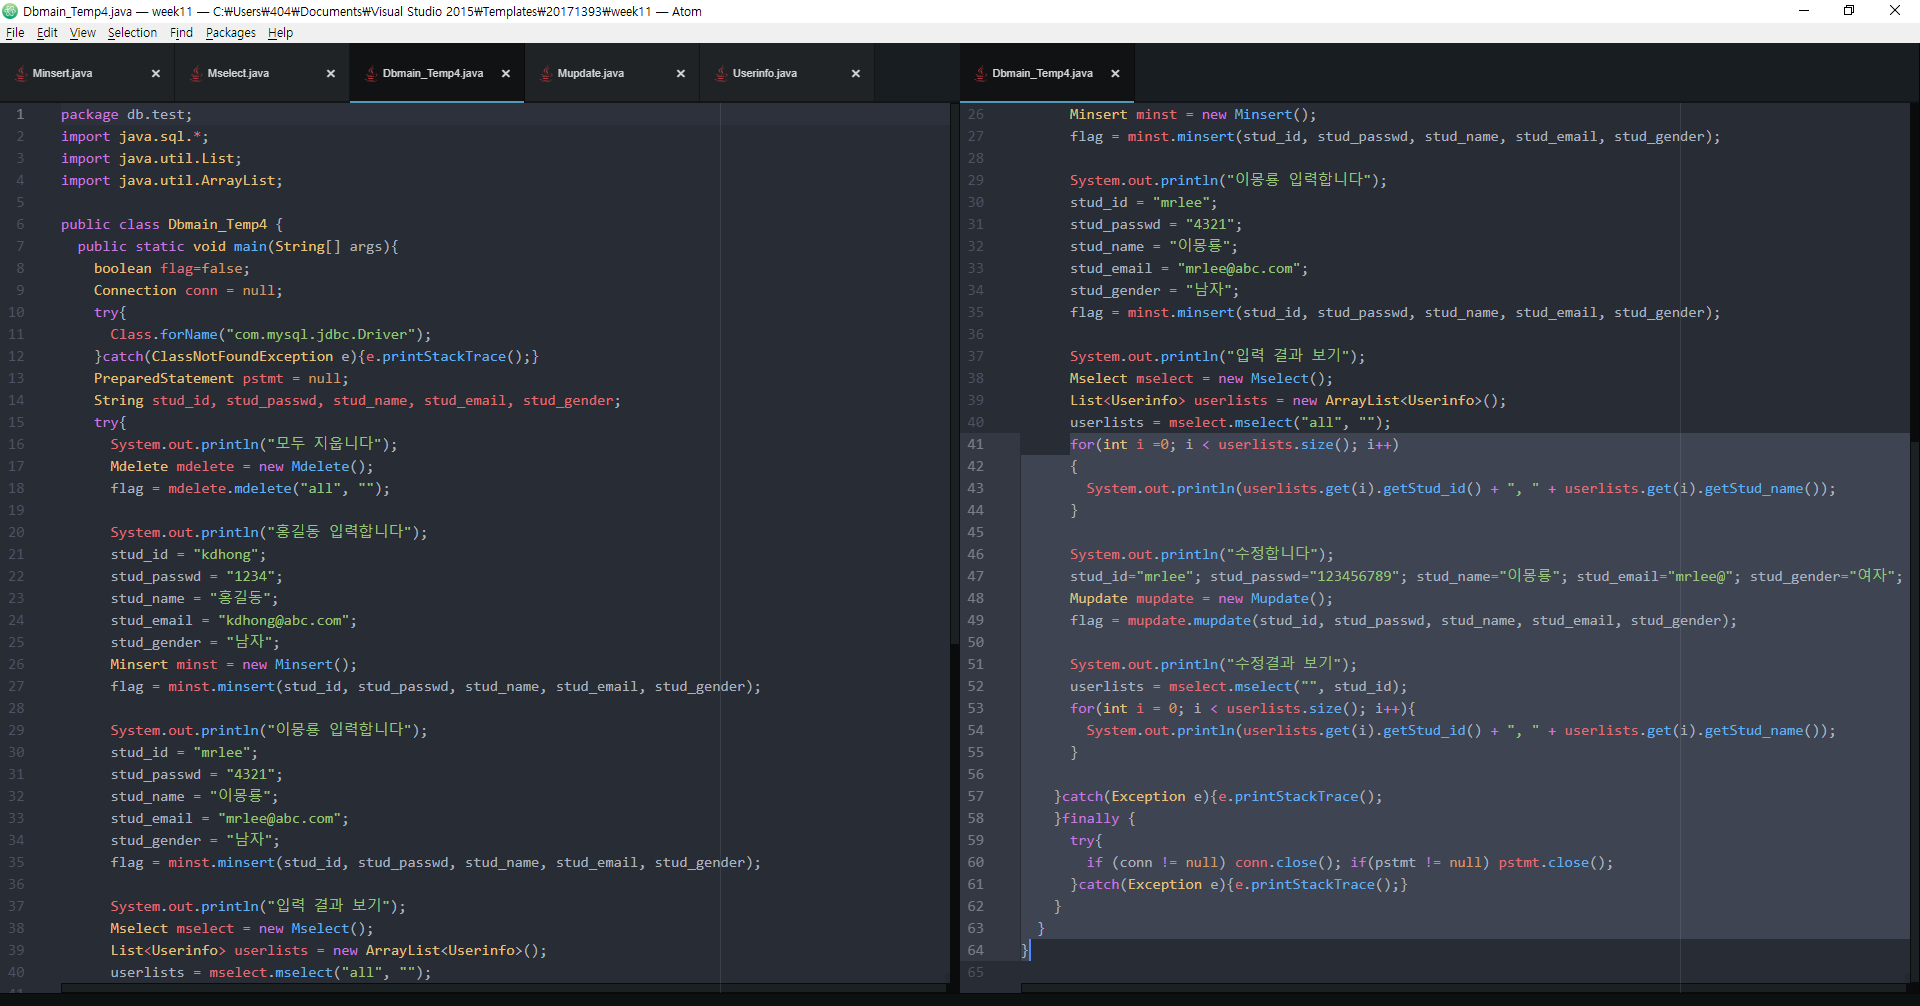 Dbmain_Temp4.java — week11 — C:₩Users₩404₩Documents₩Visual Studio 2015₩Templates₩20171393₩week11 — Atom
File Edit View Selection Find Packages Help
Minsert.java Mselect.java Dbmain_Temp4.java Mupdate.java Userinfo.java
1 package db.test;
2 import java.sql.*;
3 import java.util.List;
4 import java.util.ArrayList;
5
6 public class Dbmain_Temp4 {
7 public static void main(String[] args){
8 boolean flag=false;
9 Connection conn = null;
10 try{
11 Class.forName("com.mysql.jdbc.Driver");
12 }catch(ClassNotFoundException e){e.printStackTrace();}
13 PreparedStatement pstmt = null;
14 String stud_id, stud_passwd, stud_name, stud_email, stud_gender;
15 try{
16 System.out.println("모두 지웁니다");
17 Mdelete mdelete = new Mdelete();
18 flag = mdelete.mdelete("all", "");
19
20 System.out.println("홍길동 입력합니다");
21 stud_id = "kdhong";
22 stud_passwd = "1234";
23 stud_name = "홍길동";
24 stud_email = "kdhong@abc.com";
25 stud_gender = "남자";
26 Minsert minst = new Minsert();
27 flag = minst.minsert(stud_id, stud_passwd, stud_name, stud_email, stud_gender);
28
29 System.out.println("이몽룡 입력합니다");
30 stud_id = "mrlee";
31 stud_passwd = "4321";
32 stud_name = "이몽룡";
33 stud_email = "mrlee@abc.com";
34 stud_gender = "남자";
35 flag = minst.minsert(stud_id, stud_passwd, stud_name, stud_email, stud_gender);
36
37 System.out.println("입력 결과 보기");
38 Mselect mselect = new Mselect();
39 List<Userinfo> userlists = new ArrayList<Userinfo>();
40 userlists = mselect.mselect("all", "");
Dbmain_Temp4.java
26 Minsert minst = new Minsert();
27 flag = minst.minsert(stud_id, stud_passwd, stud_name, stud_email, stud_gender);
28
29 System.out.println("이몽룡 입력합니다");
30 stud_id = "mrlee";
31 stud_passwd = "4321";
32 stud_name = "이몽룡";
33 stud_email = "mrlee@abc.com";
34 stud_gender = "남자";
35 flag = minst.minsert(stud_id, stud_passwd, stud_name, stud_email, stud_gender);
36
37 System.out.println("입력 결과 보기");
38 Mselect mselect = new Mselect();
39 List<Userinfo> userlists = new ArrayList<Userinfo>();
40 userlists = mselect.mselect("all", "");
41 for(int i =0; i < userlists.size(); i++)
42 {
43 System.out.println(userlists.get(i).getStud_id() + ", " + userlists.get(i).getStud_name());
44 }
45
46 System.out.println("수정합니다");
47 stud_id="mrlee"; stud_passwd="123456789"; stud_name="이몽룡"; stud_email="mrlee@"; stud_gender="여자";
48 Mupdate mupdate = new Mupdate();
49 flag = mupdate.mupdate(stud_id, stud_passwd, stud_name, stud_email, stud_gender);
50
51 System.out.println("수정결과 보기");
52 userlists = mselect.mselect("", stud_id);
53 for(int i = 0; i < userlists.size(); i++){
54 System.out.println(userlists.get(i).getStud_id() + ", " + userlists.get(i).getStud_name());
55 }
56
57 }catch(Exception e){e.printStackTrace();
58 }finally {
59 try{
60 if (conn != null) conn.close(); if(pstmt != null) pstmt.close();
61 }catch(Exception e){e.printStackTrace();}
62 }
63 }
64 }
65